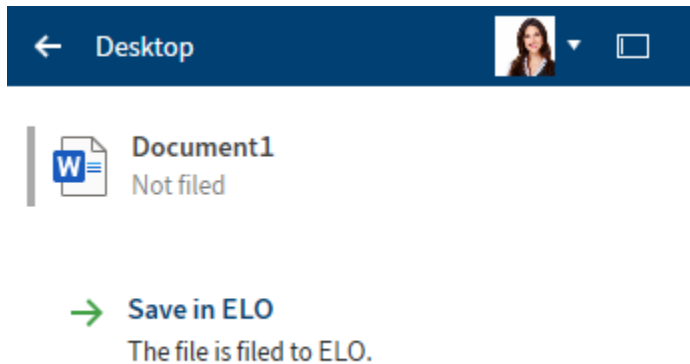 Desktop
W
Document1
Not filed
Save in ELO
The file is filed to ELO.